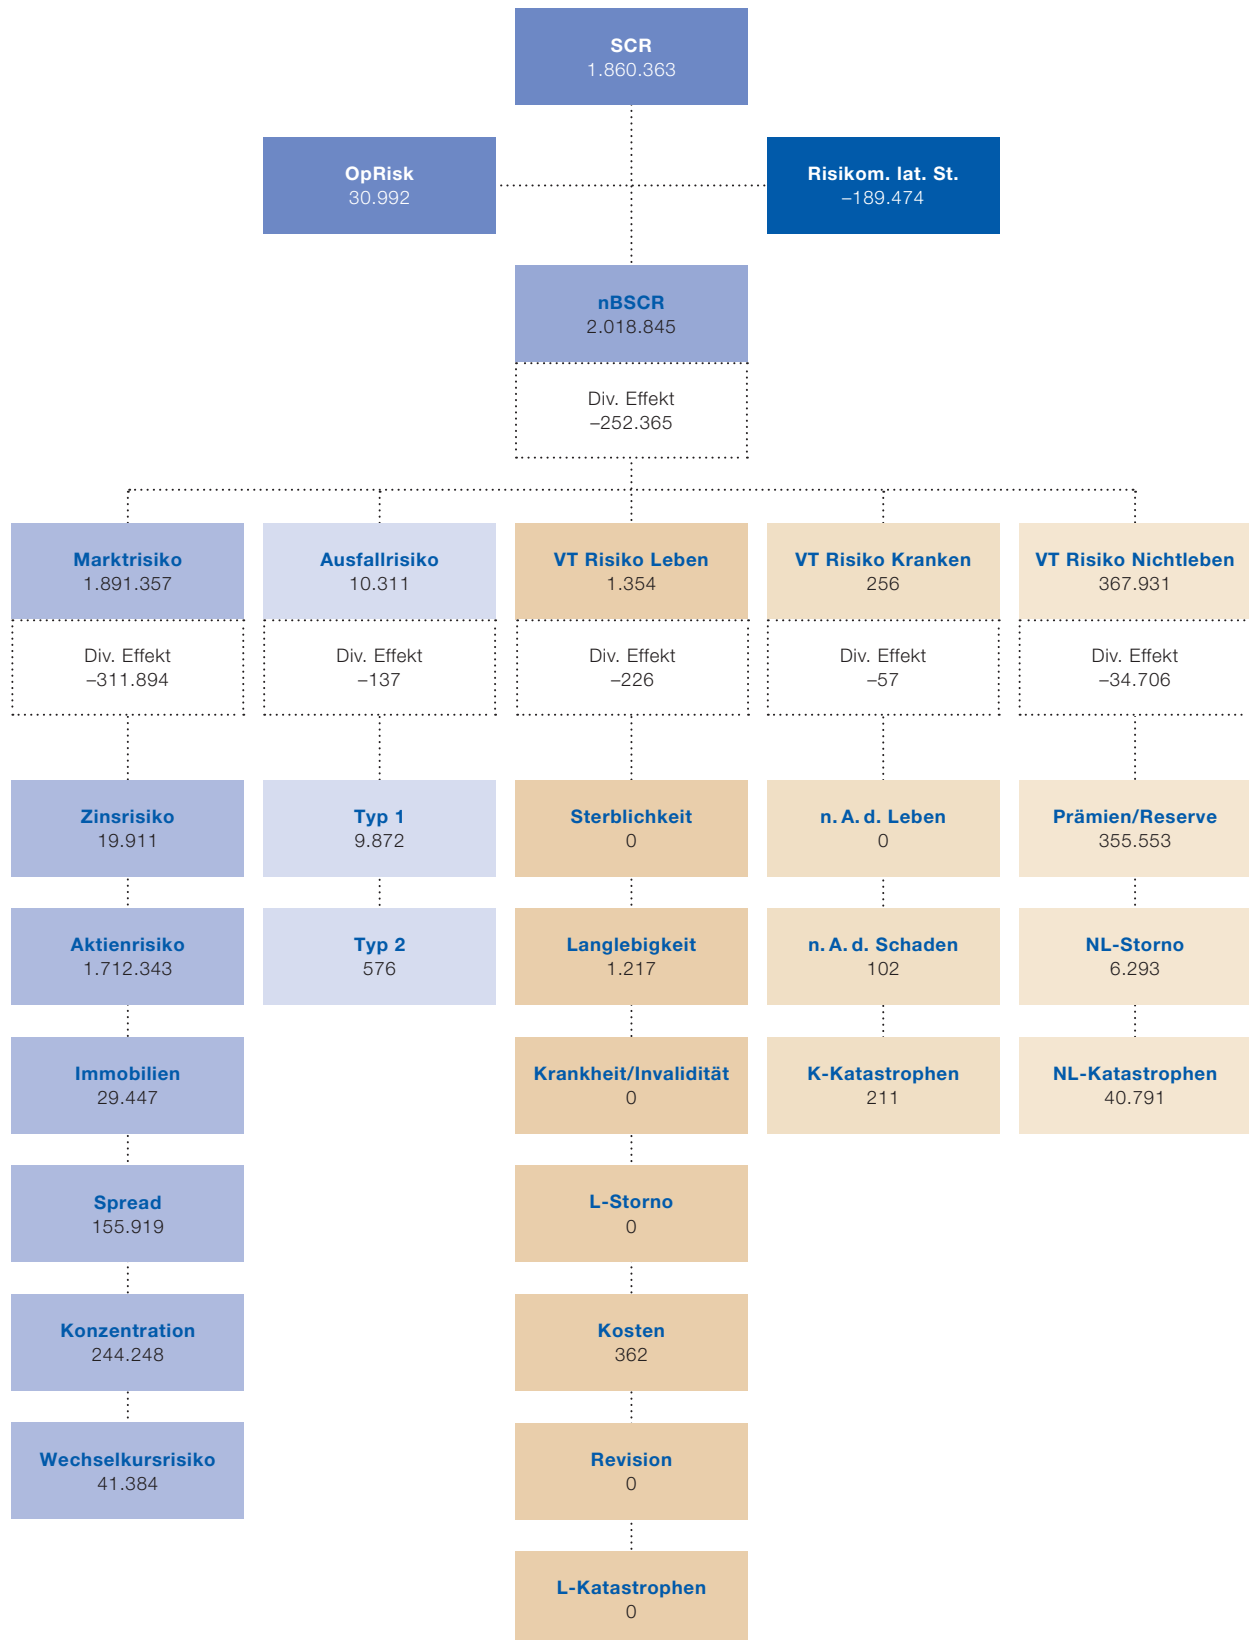 SCR
1.860.363
OpRisk
30.992
Risikom. lat. St.
–189.474
nBSCR
2.018.845
Div. Effekt
–252.365
Marktrisiko
1.891.357
Div. Effekt
–311.894
Ausfallrisiko
10.311
Div. Effekt
–137
VT Risiko Leben
1.354
Div. Effekt
–226
VT Risiko Kranken
256
Div. Effekt
–57
VT Risiko Nichtleben
367.931
Div. Effekt
–34.706
Zinsrisiko
19.911
Aktienrisiko
1.712.343
Immobilien
29.447
Spread
155.919
Konzentration
244.248
Wechselkursrisiko
41.384
Typ 1
9.872
Typ 2
576
Sterblichkeit
0
Langlebigkeit
1.217
Krankheit/Invalidität
0
L-Storno
0
Kosten
362
Revision
0
L-Katastrophen
0
n. A. d. Leben
0
n. A. d. Schaden
102
K-Katastrophen
211
Prämien/Reserve
355.553
NL-Storno
6.293
NL-Katastrophen
40.791